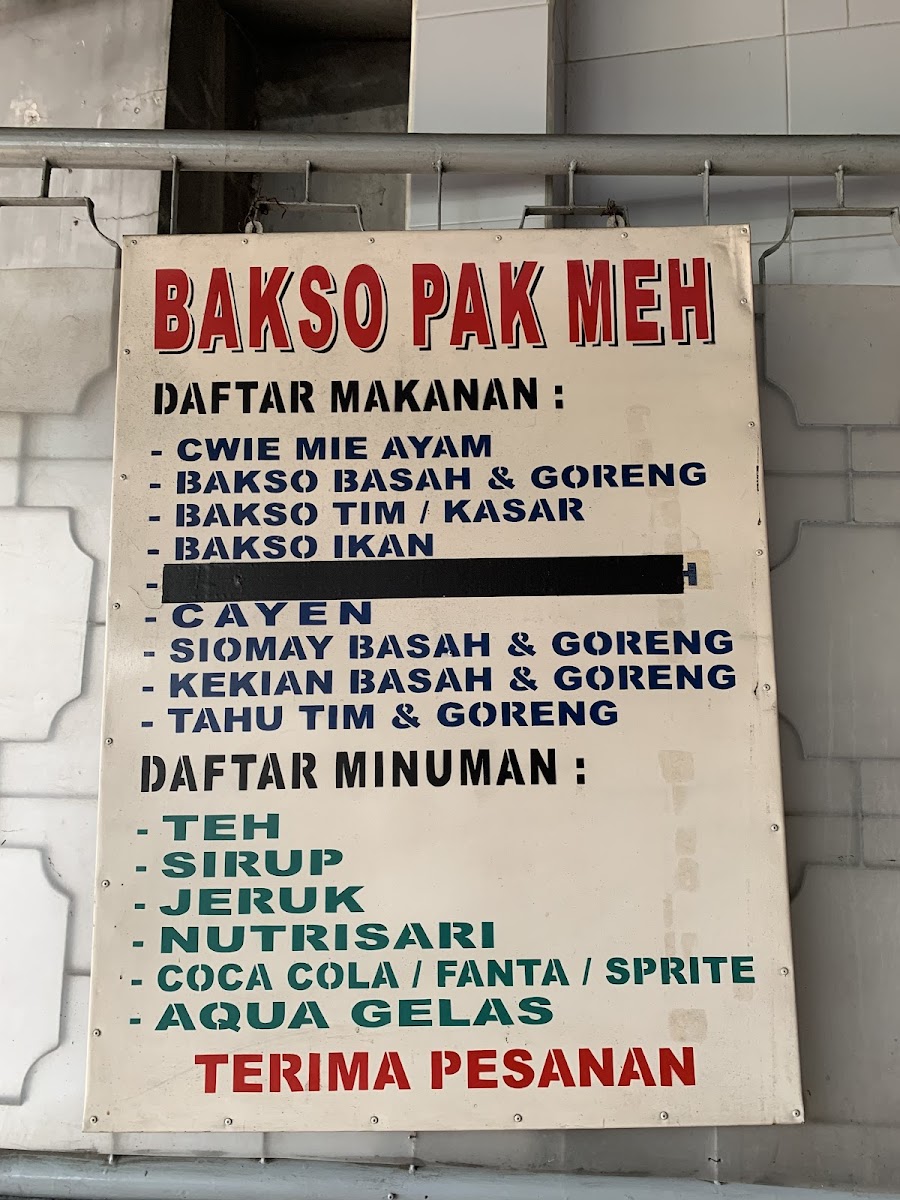 BAKSO PAK MEH
DAFTAR MAKANAN :
- CWIE MIE AYAM
- BAKSO BASAH & GORENG
- BAKSO TIM / KASAR
- BAKSO IKAN
-
- CAYEN
- SIOMAY BASAH & GORENG
- KEKIAN BASAH & GORENG
- TAHU TIM & GORENG
DAFTAR MINUMAN :
- TEH
- SIRUP
- JERUK
- NUTRISARI
- COCA COLA / FANTA / SPRITE
- AQUA GELAS
TERIMA PESANAN